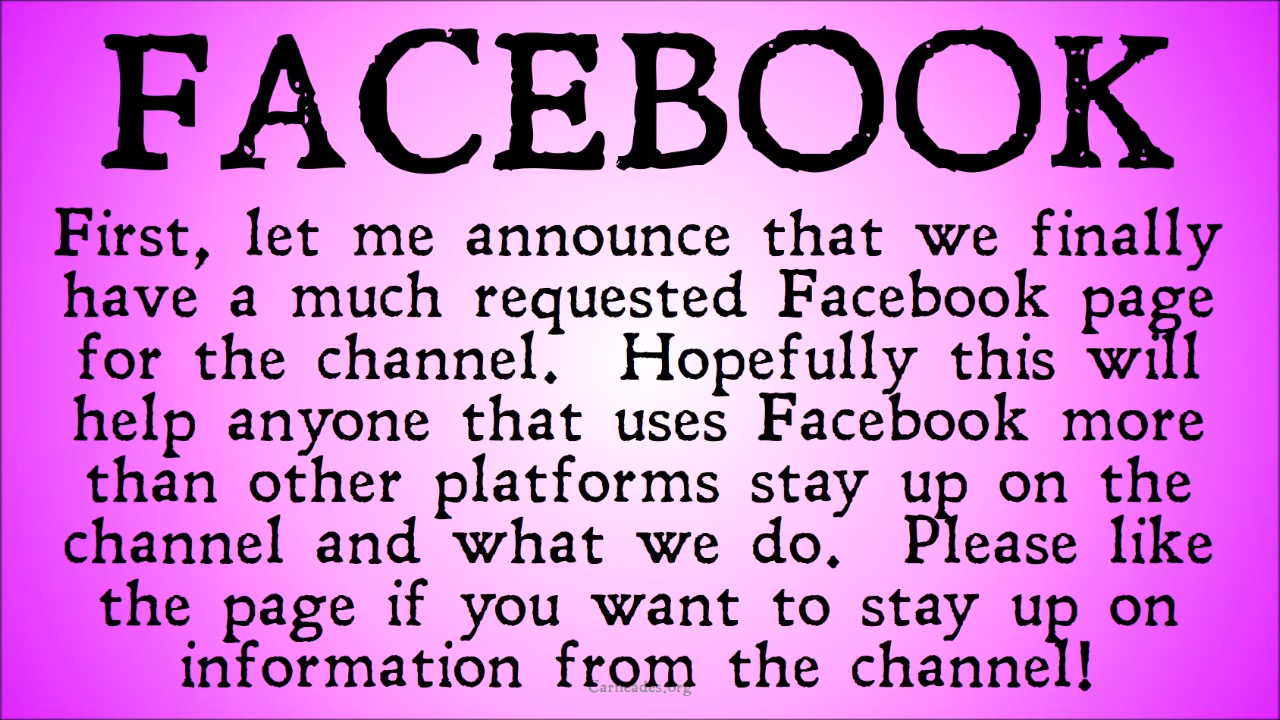 FACEBOOK
First, let me announce that we finally
have a much requested Facebook page
for the channel.  Hopefully this will
help anyone that uses Facebook more
than other platforms stay up on the
channel and what we do.  Please like
the page if you want to stay up on
information from the channel!
Carneades.org